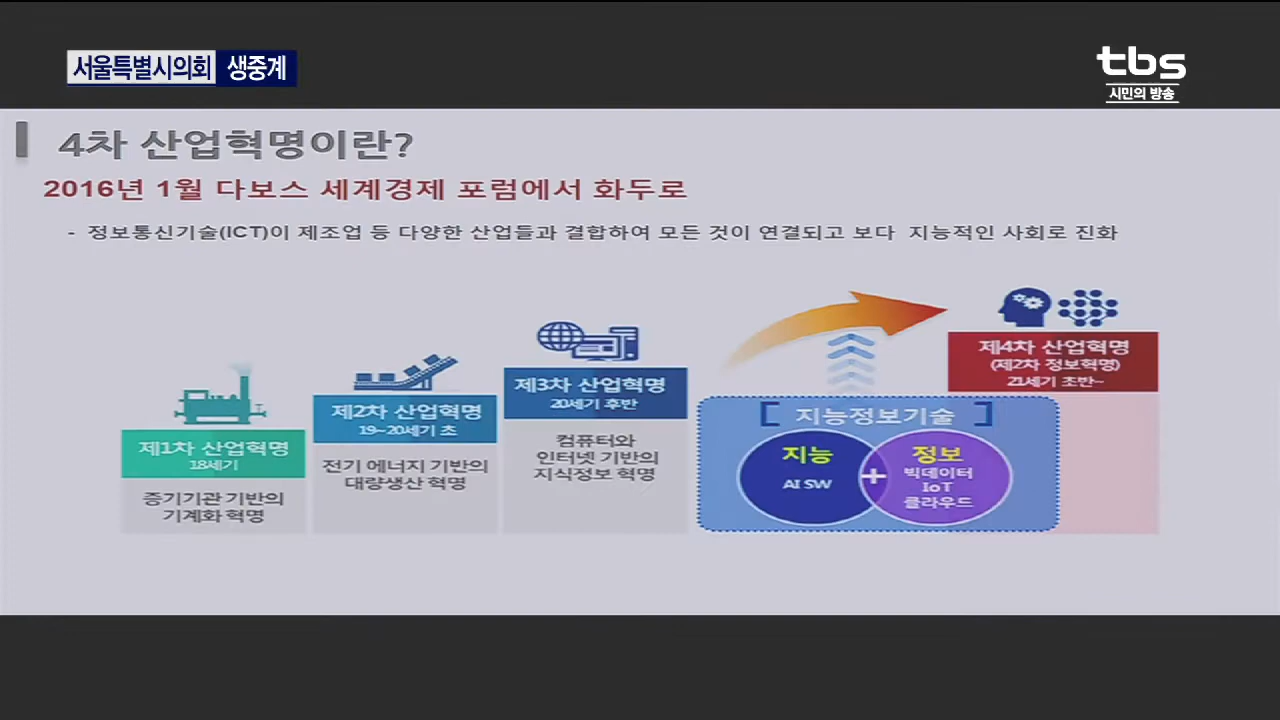 서울특별시의회 생중계
tbs
시민의 방송
4차 산업혁명이란?
2016년 1월 다보스 세계경제 포럼에서 화두로
- 정보통신기술(ICT)이 제조업 등 다양한 산업들과 결합하여 모든 것이 연결되고 보다 지능적인 사회로 진화
제1차 산업혁명
18세기
증기기관 기반의
기계화 혁명
제2차 산업혁명
19~20세기 초
전기 에너지 기반의
대량생산 혁명
제3차 산업혁명
20세기 후반
컴퓨터와
인터넷 기반의
지식정보 혁명
[ 지능정보기술 ]
지능
AI SW
+
정보
빅데이터
IoT
클라우드
제4차 산업혁명
(제2차 정보혁명)
21세기 초반~